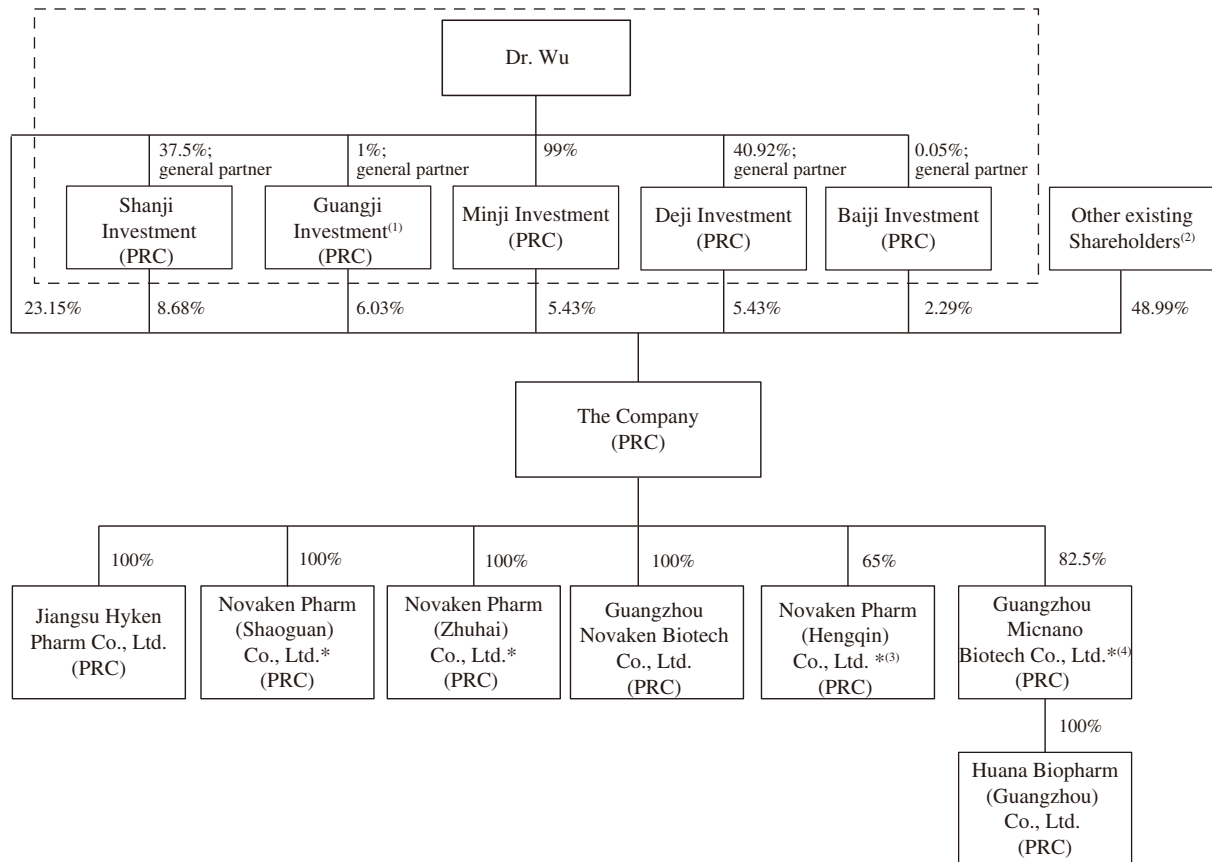 Dr. Wu
37.5%;
general partner
1%;
general partner
99%
40.92%;
general partner
0.05%;
general partner
Shanji
Investment
(PRC)
Guangji
Investment(1)
(PRC)
Minji Investment
(PRC)
Deji Investment
(PRC)
Baiji Investment
(PRC)
Other existing
Shareholders(2)
23.15%
8.68%
6.03%
5.43%
5.43%
2.29%
48.99%
The Company
(PRC)
100%
100%
100%
100%
65%
82.5%
Jiangsu Hyken
Pharm Co., Ltd.
(PRC)
Novaken Pharm
(Shaoguan)
Co., Ltd.*
(PRC)
Novaken Pharm
(Zhuhai)
Co., Ltd.*
(PRC)
Guangzhou
Novaken Biotech
Co., Ltd.
(PRC)
Novaken Pharm
(Hengqin)
Co., Ltd. *(3)
(PRC)
Guangzhou
Micnano
Biotech Co., Ltd.*(4)
(PRC)
100%
Huana Biopharm
(Guangzhou)
Co., Ltd.
(PRC)